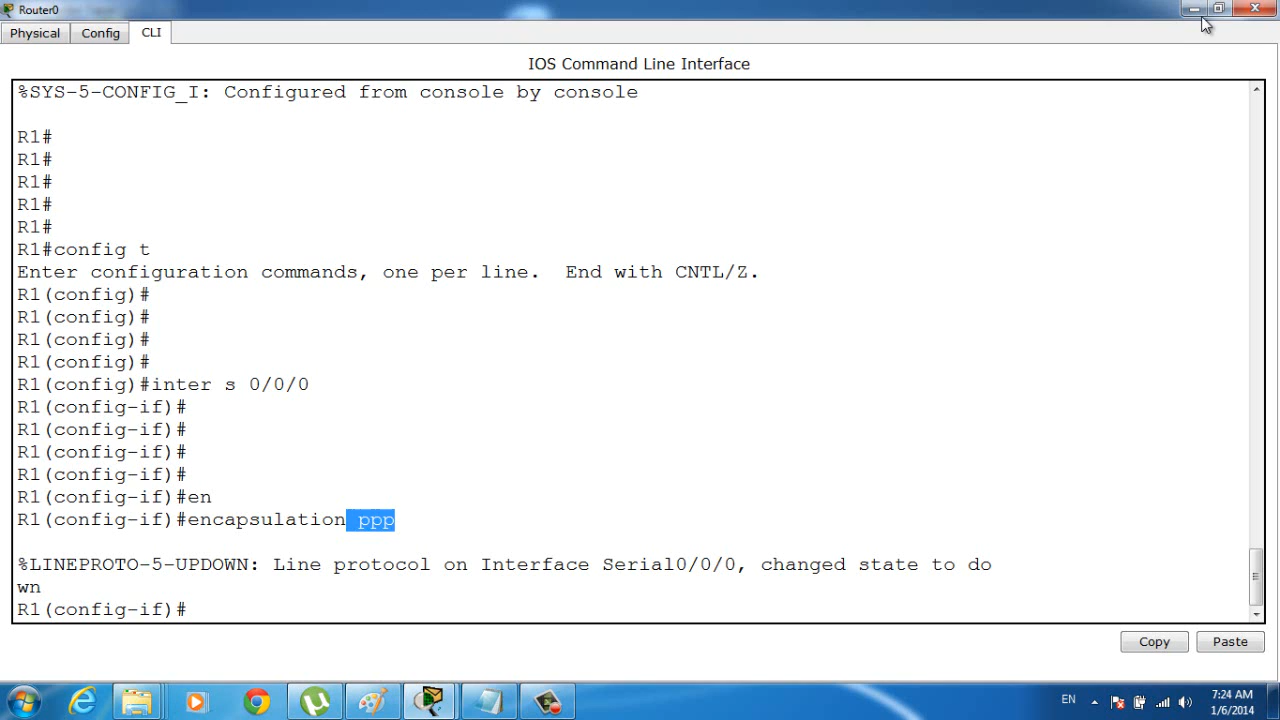 Router0
Physical Config CLI
IOS Command Line Interface
%SYS-5-CONFIG_I: Configured from console by console
R1#
R1#
R1#
R1#
R1#
R1#config t
Enter configuration commands, one per line.  End with CNTL/Z.
R1(config)#
R1(config)#
R1(config)#
R1(config)#
R1(config)#inter s 0/0/0
R1(config-if)#
R1(config-if)#
R1(config-if)#
R1(config-if)#
R1(config-if)#en
R1(config-if)#encapsulation ppp
%LINEPROTO-5-UPDOWN: Line protocol on Interface Serial0/0/0, changed state to do
wn
R1(config-if)#
Copy Paste
EN
7:24 AM
1/6/2014